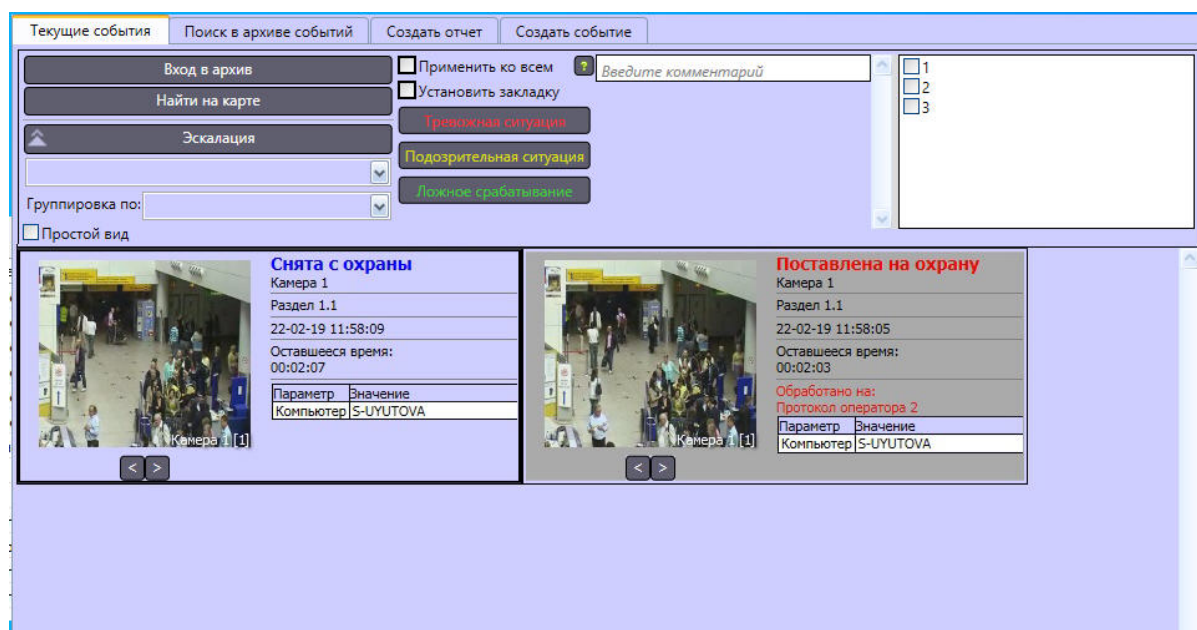 Текущие события
Поиск в архиве событий
Создать отчет
Создать событие
Вход в архив
Найти на карте
Эскалация
Группировка по:
Простой вид
Применить ко всем
Установить закладку
Тревожная ситуация
Подозрительная ситуация
Ложное срабатывание
?
Введите комментарий
1
2
3
Снята с охраны
Камера 1
Раздел 1.1
22-02-19 11:58:09
Оставшееся время:
00:02:07
Параметр Значение
Компьютер S-UYUTOVA
Камера 1 [1]
< >
Поставлена на охрану
Камера 1
Раздел 1.1
22-02-19 11:58:05
Оставшееся время:
00:02:03
Обработано на:
Протокол оператора 2
Параметр Значение
Компьютер S-UYUTOVA
Камера 1 [1]
< >